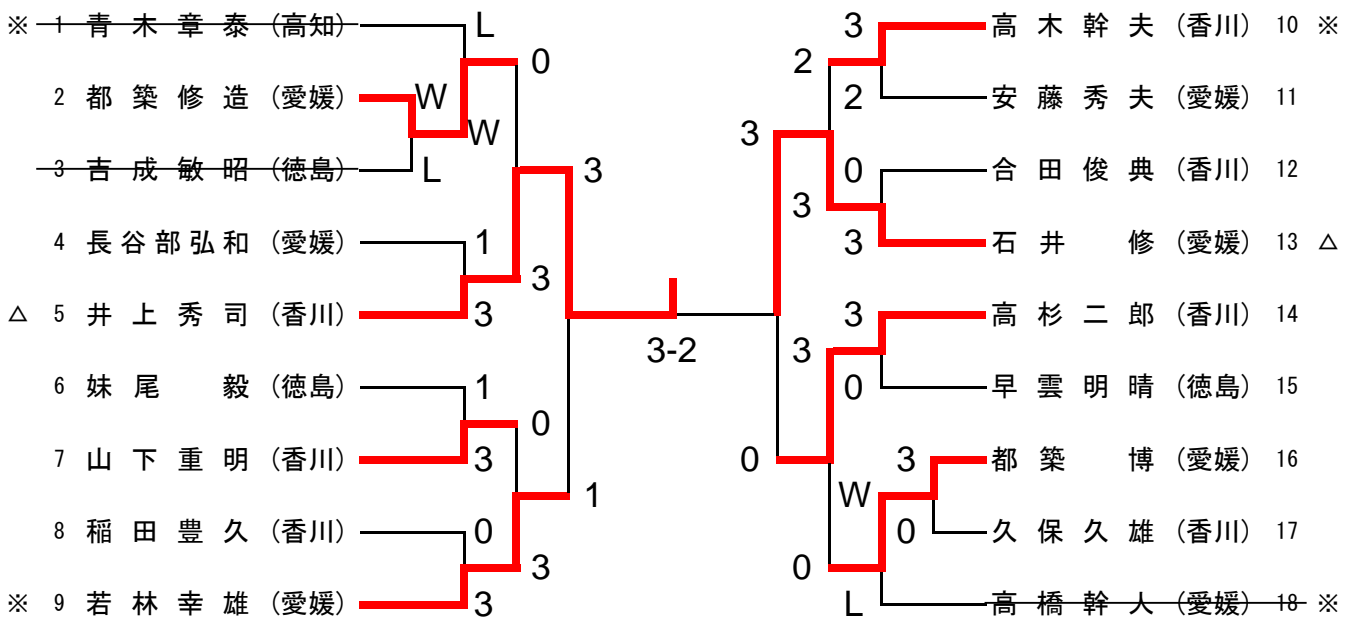 ※ 1 青木章泰 (高知) L
0
2 都築修造 (愛媛) W
W
3 吉成敏昭 (徳島) L
3
4 長谷部弘和 (愛媛) 1
3
△ 5 井上秀司 (香川) 3
6 妹尾 毅 (徳島) 1
0
7 山下重明 (香川) 3
1
8 稲田豊久 (香川) 0
3
※ 9 若林幸雄 (愛媛) 3
3-2
3 高木幹夫 (香川) 10 ※
2
2 安藤秀夫 (愛媛) 11
3
0 合田俊典 (香川) 12
3
3 石井 修 (愛媛) 13 △
3 高杉二郎 (香川) 14
3
0 早雲明晴 (徳島) 15
0
3 都築 博 (愛媛) 16
W
0 久保久雄 (香川) 17
0
L 高橋幹人 (愛媛) 18 ※